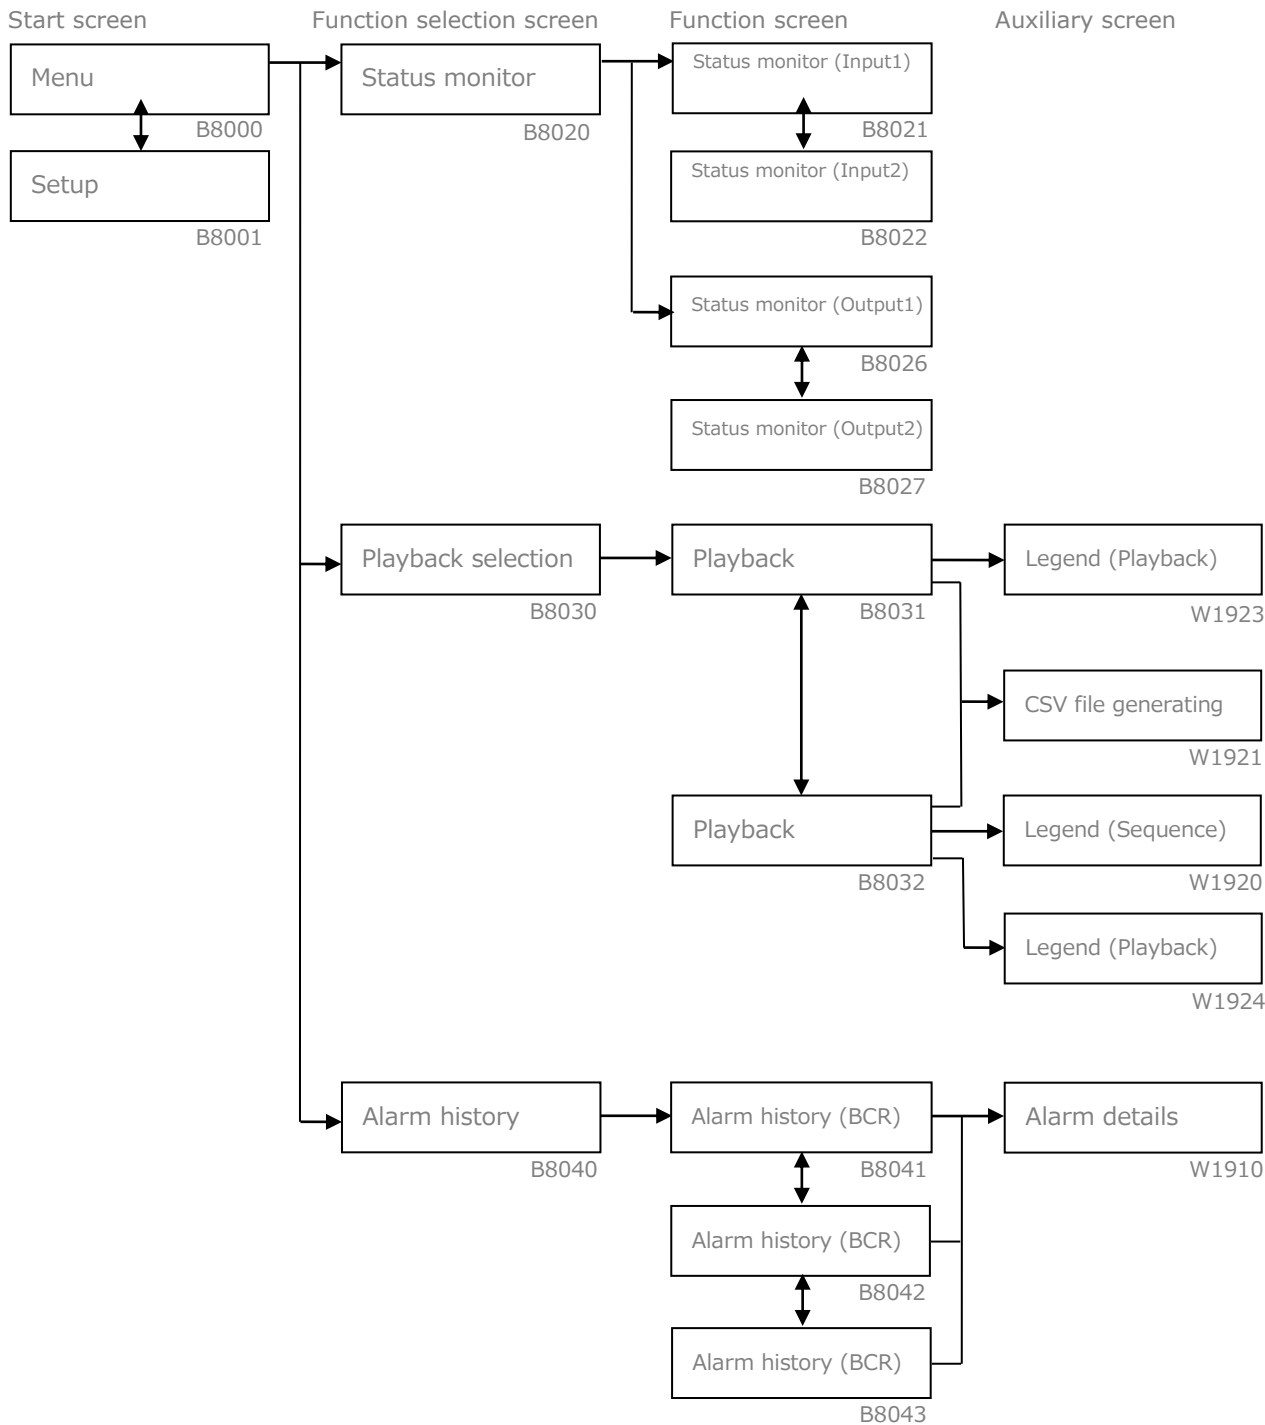 Start screen
Function selection screen
Function screen
Auxiliary screen
Menu
B8000
Setup
B8001
Status monitor
B8020
Status monitor (Input1)
B8021
Status monitor (Input2)
B8022
Status monitor (Output1)
B8026
Status monitor (Output2)
B8027
Playback selection
B8030
Playback
B8031
Legend (Playback)
W1923
CSV file generating
W1921
Playback
B8032
Legend (Sequence)
W1920
Legend (Playback)
W1924
Alarm history
B8040
Alarm history (BCR)
B8041
Alarm details
W1910
Alarm history (BCR)
B8042
Alarm history (BCR)
B8043